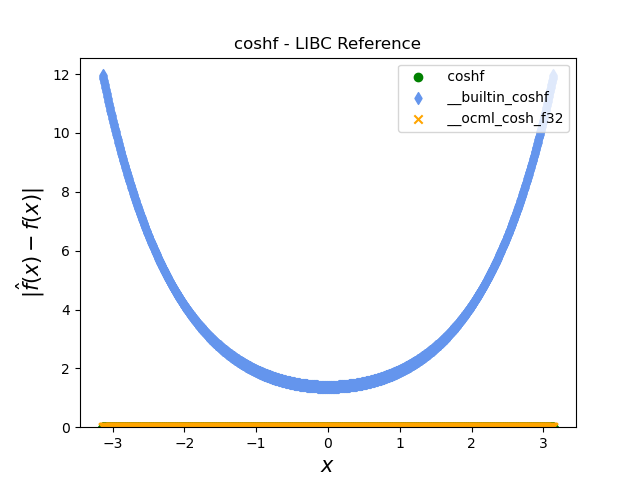 coshf - LIBC Reference
coshf
__builtin_coshf
__ocml_cosh_f32
|f̂(x) − f(x)|
12
10
8
6
4
2
0
−3 −2 −1 0 1 2 3
x